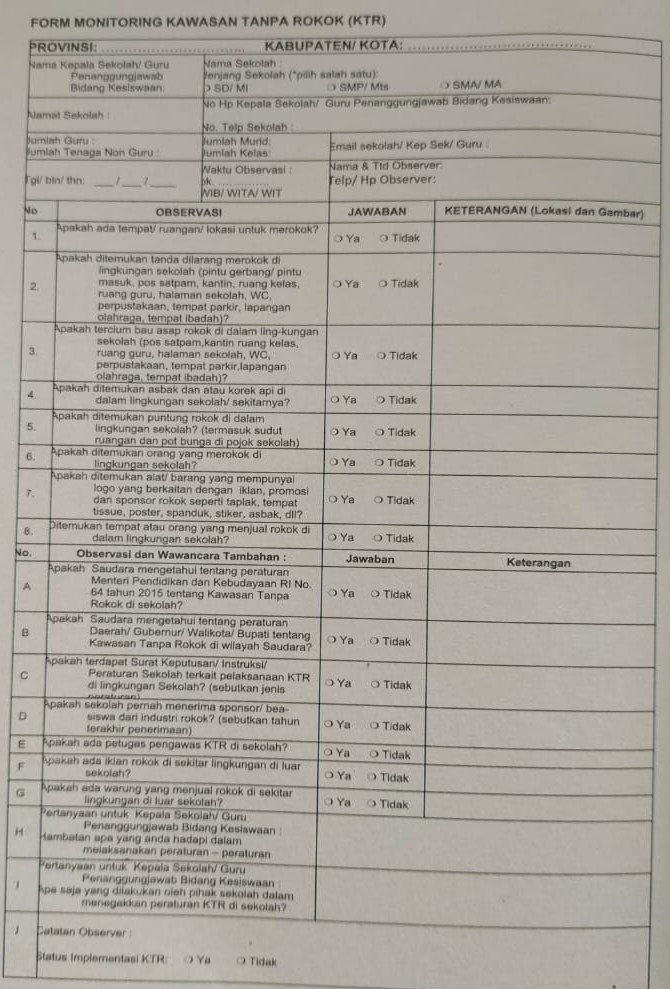 FORM MONITORING KAWASAN TANPA ROKOK (KTR)
PROVINSI: ............................ KABUPATEN/ KOTA: ....................................
Nama Kepala Sekolah/ Guru
Penanggungjawab
Bidang Kesiswaan:
Nama Sekolah :
Jenjang Sekolah (*pilih salah satu):
○ SD/ MI ○ SMP/ Mts ○ SMA/ MA
Alamat Sekolah :
No Hp Kepala Sekolah/ Guru Penanggungjawab Bidang Kesiswaan:
No. Telp Sekolah :
Jumlah Guru :
Jumlah Tenaga Non Guru :
Jumlah Murid:
Jumlah Kelas:
Email sekolah/ Kep Sek/ Guru :
Tgl/ bln/ thn: ___/___/____
Waktu Observasi :
pk. ..............
WIB/ WITA/ WIT
Nama & Ttd Observer:
Telp/ Hp Observer:
No OBSERVASI JAWABAN KETERANGAN (Lokasi dan Gambar)
1. Apakah ada tempat/ ruangan/ lokasi untuk merokok? ○ Ya ○ Tidak
2. Apakah ditemukan tanda dilarang merokok di
lingkungan sekolah (pintu gerbang/ pintu
masuk, pos satpam, kantin, ruang kelas,
ruang guru, halaman sekolah, WC,
perpustakaan, tempat parkir, lapangan
olahraga, tempat ibadah)?
○ Ya ○ Tidak
3. Apakah tercium bau asap rokok di dalam ling-kungan
sekolah (pos satpam,kantin ruang kelas,
ruang guru, halaman sekolah, WC,
perpustakaan, tempat parkir,lapangan
olahraga, tempat ibadah)?
○ Ya ○ Tidak
4. Apakah ditemukan asbak dan atau korek api di
dalam lingkungan sekolah/ sekitarnya?
○ Ya ○ Tidak
5. Apakah ditemukan puntung rokok di dalam
lingkungan sekolah? (termasuk sudut
ruangan dan pot bunga di pojok sekolah)
○ Ya ○ Tidak
6. Apakah ditemukan orang yang merokok di
lingkungan sekolah?
○ Ya ○ Tidak
7. Apakah ditemukan alat/ barang yang mempunyai
logo yang berkaitan dengan iklan, promosi
dan sponsor rokok seperti taplak, tempat
tissue, poster, spanduk, stiker, asbak, dll?
○ Ya ○ Tidak
8. Ditemukan tempat atau orang yang menjual rokok di
dalam lingkungan sekolah?
○ Ya ○ Tidak
No. Observasi dan Wawancara Tambahan : Jawaban Keterangan
A Apakah Saudara mengetahui tentang peraturan
Menteri Pendidikan dan Kebudayaan RI No.
64 tahun 2015 tentang Kawasan Tanpa
Rokok di sekolah?
○ Ya ○ Tidak
B Apakah Saudara mengetahui tentang peraturan
Daerah/ Gubernur/ Walikota/ Bupati tentang
Kawasan Tanpa Rokok di wilayah Saudara?
○ Ya ○ Tidak
C Apakah terdapat Surat Keputusan/ Instruksi/
Peraturan Sekolah terkait pelaksanaan KTR
di lingkungan Sekolah? (sebutkan jenis
peraturan)
○ Ya ○ Tidak
D Apakah sekolah pernah menerima sponsor/ bea-
siswa dari industri rokok? (sebutkan tahun
terakhir penerimaan)
○ Ya ○ Tidak
E Apakah ada petugas pengawas KTR di sekolah? ○ Ya ○ Tidak
F Apakah ada iklan rokok di sekitar lingkungan di luar
sekolah?
○ Ya ○ Tidak
G Apakah ada warung yang menjual rokok di sekitar
lingkungan di luar sekolah?
○ Ya ○ Tidak
H Pertanyaan untuk Kepala Sekolah/ Guru
Penanggungjawab Bidang Kesiswaan :
Hambatan apa yang anda hadapi dalam
melaksanakan peraturan – peraturan
I Pertanyaan untuk Kepala Sekolah/ Guru
Penanggungjawab Bidang Kesiswaan :
Apa saja yang dilakukan oleh pihak sekolah dalam
menegakkan peraturan KTR di sekolah?
J Catatan Observer :
Status Implementasi KTR: ○ Ya ○ Tidak